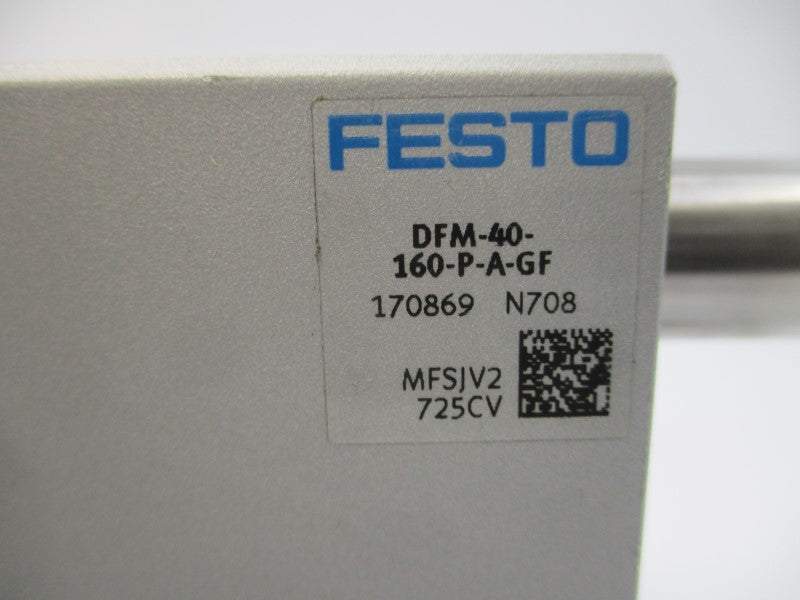 FESTO
DFM-40-
160-P-A-GF
170869 N708
MFSJV2
725CV